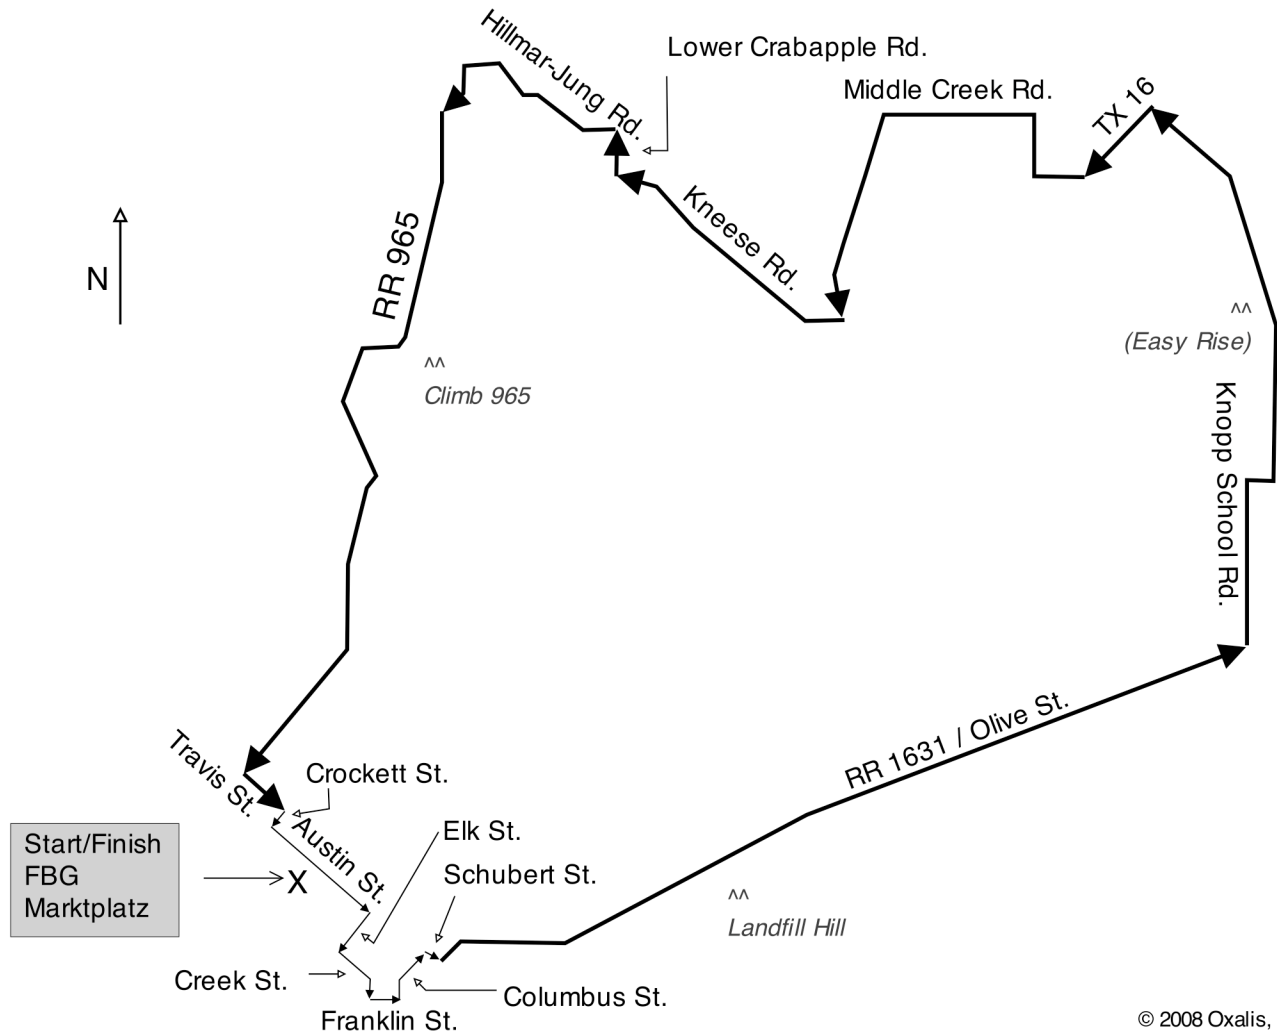 Hillmar-Jung Rd.
Lower Crabapple Rd.
Middle Creek Rd.
TX 16
Kneese Rd.
RR 965
N
^^
(Easy Rise)
^^
Climb 965
Knopp School Rd.
RR 1631 / Olive St.
Travis St.
Crockett St.
Austin St.
Elk St.
Schubert St.
Start/Finish
FBG
Marktplatz
X
^^
Landfill Hill
Creek St.
Columbus St.
Franklin St.
© 2008 Oxalis,